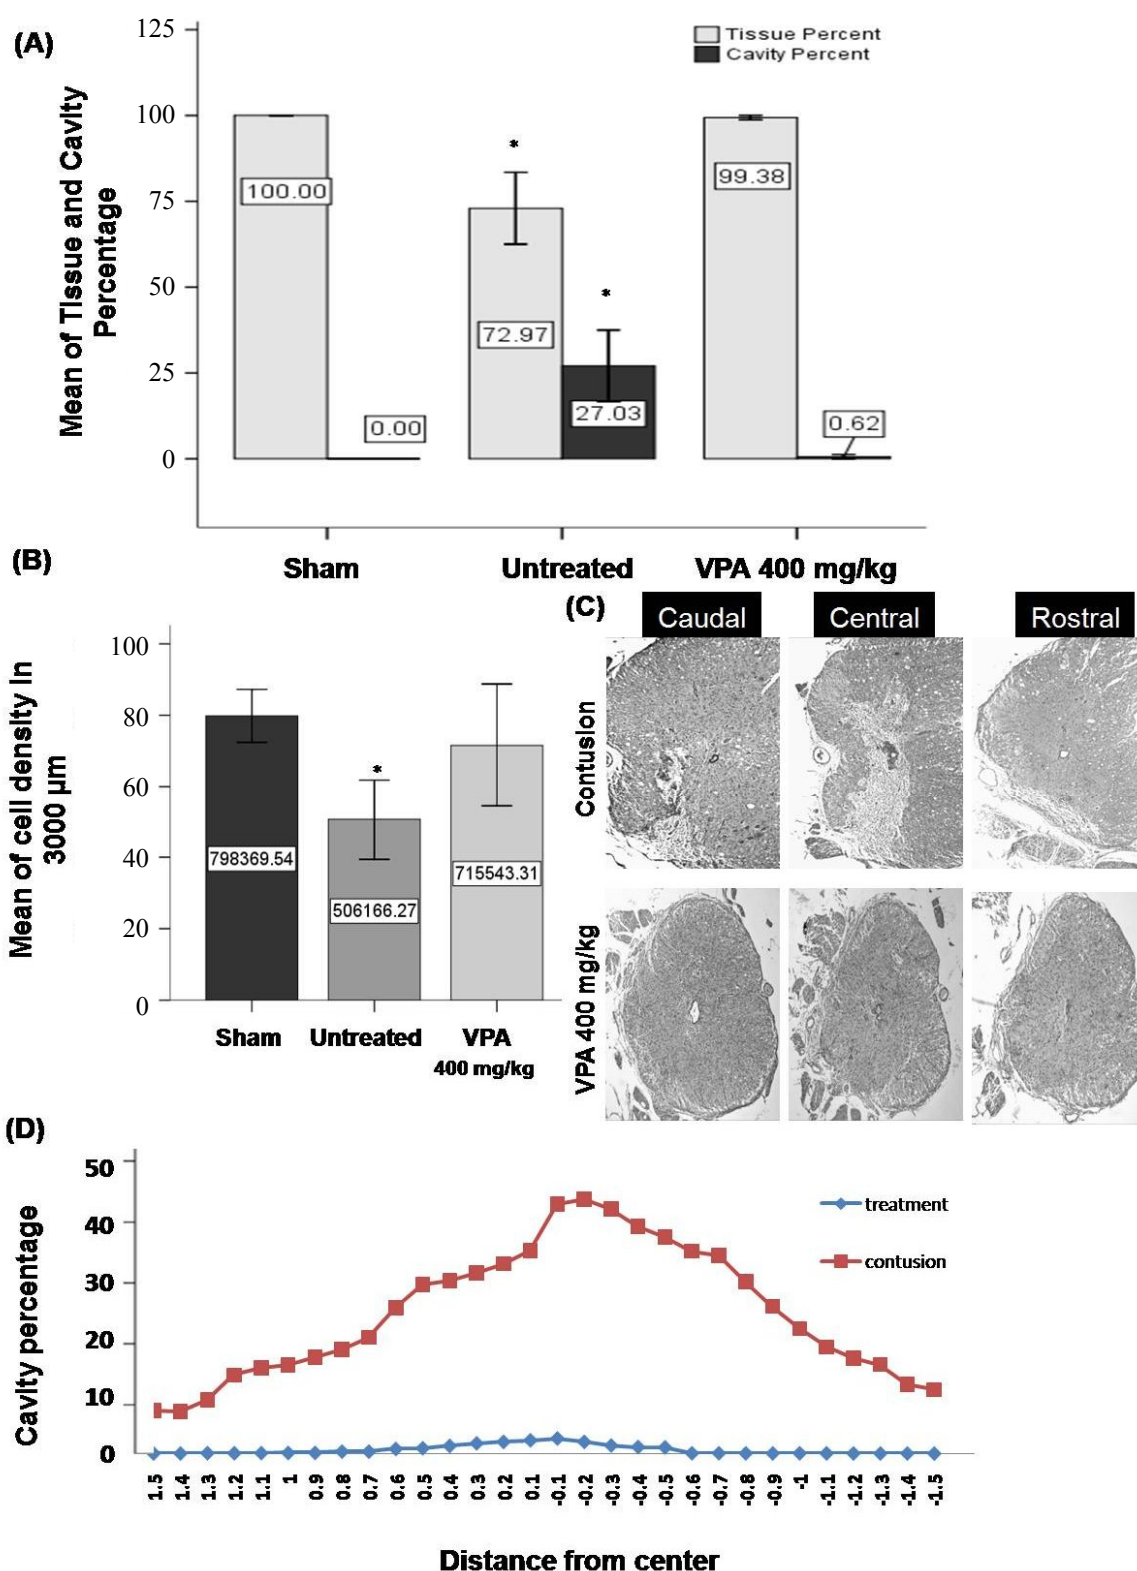 (A)
Mean of Tissue and Cavity
Percentage
125
100
75
50
25
0
Tissue Percent
Cavity Percent
100.00
0.00
*
72.97
*
27.03
99.38
0.62
Sham
Untreated
VPA 400 mg/kg
(B)
Mean of cell density in
3000 µm
100
80
60
40
20
0
798369.54
*
506166.27
715543.31
Sham
Untreated
VPA
400 mg/kg
(C)
Caudal
Central
Rostral
Contusion
VPA 400 mg/kg
(D)
Cavity percentage
50
40
30
20
10
0
treatment
contusion
1.5
1.4
1.3
1.2
1.1
1
0.9
0.8
0.7
0.6
0.5
0.4
0.3
0.2
0.1
-0.1
-0.2
-0.3
-0.4
-0.5
-0.6
-0.7
-0.8
-0.9
-1
-1.1
-1.2
-1.3
-1.4
-1.5
Distance from center